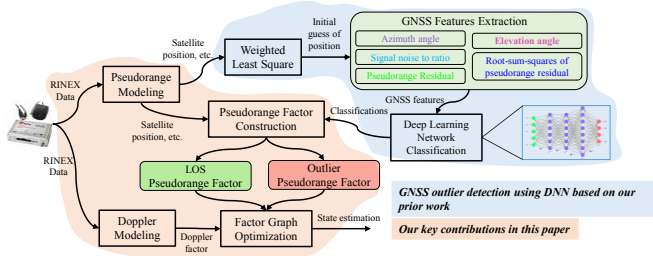 GNSS Features Extraction
Azimuth angle
Elevation angle
Signal noise to ratio
Root-sum-squares of
pseudorange residual
Pseudorange Residual
Initial
guess of
position
Satellite
position, etc.
Weighted
Least Square
RINEX
Data
Pseudorange
Modeling
GNSS features
Pseudorange Factor
Construction
Classifications
Satellite
position, etc.
Deep Learning
Network
Classification
RINEX
Data
LOS
Pseudorange Factor
Outlier
Pseudorange Factor
GNSS outlier detection using DNN based on our
prior work
Doppler
Modeling
Doppler
factor
Factor Graph
Optimization
State estimation
Our key contributions in this paper